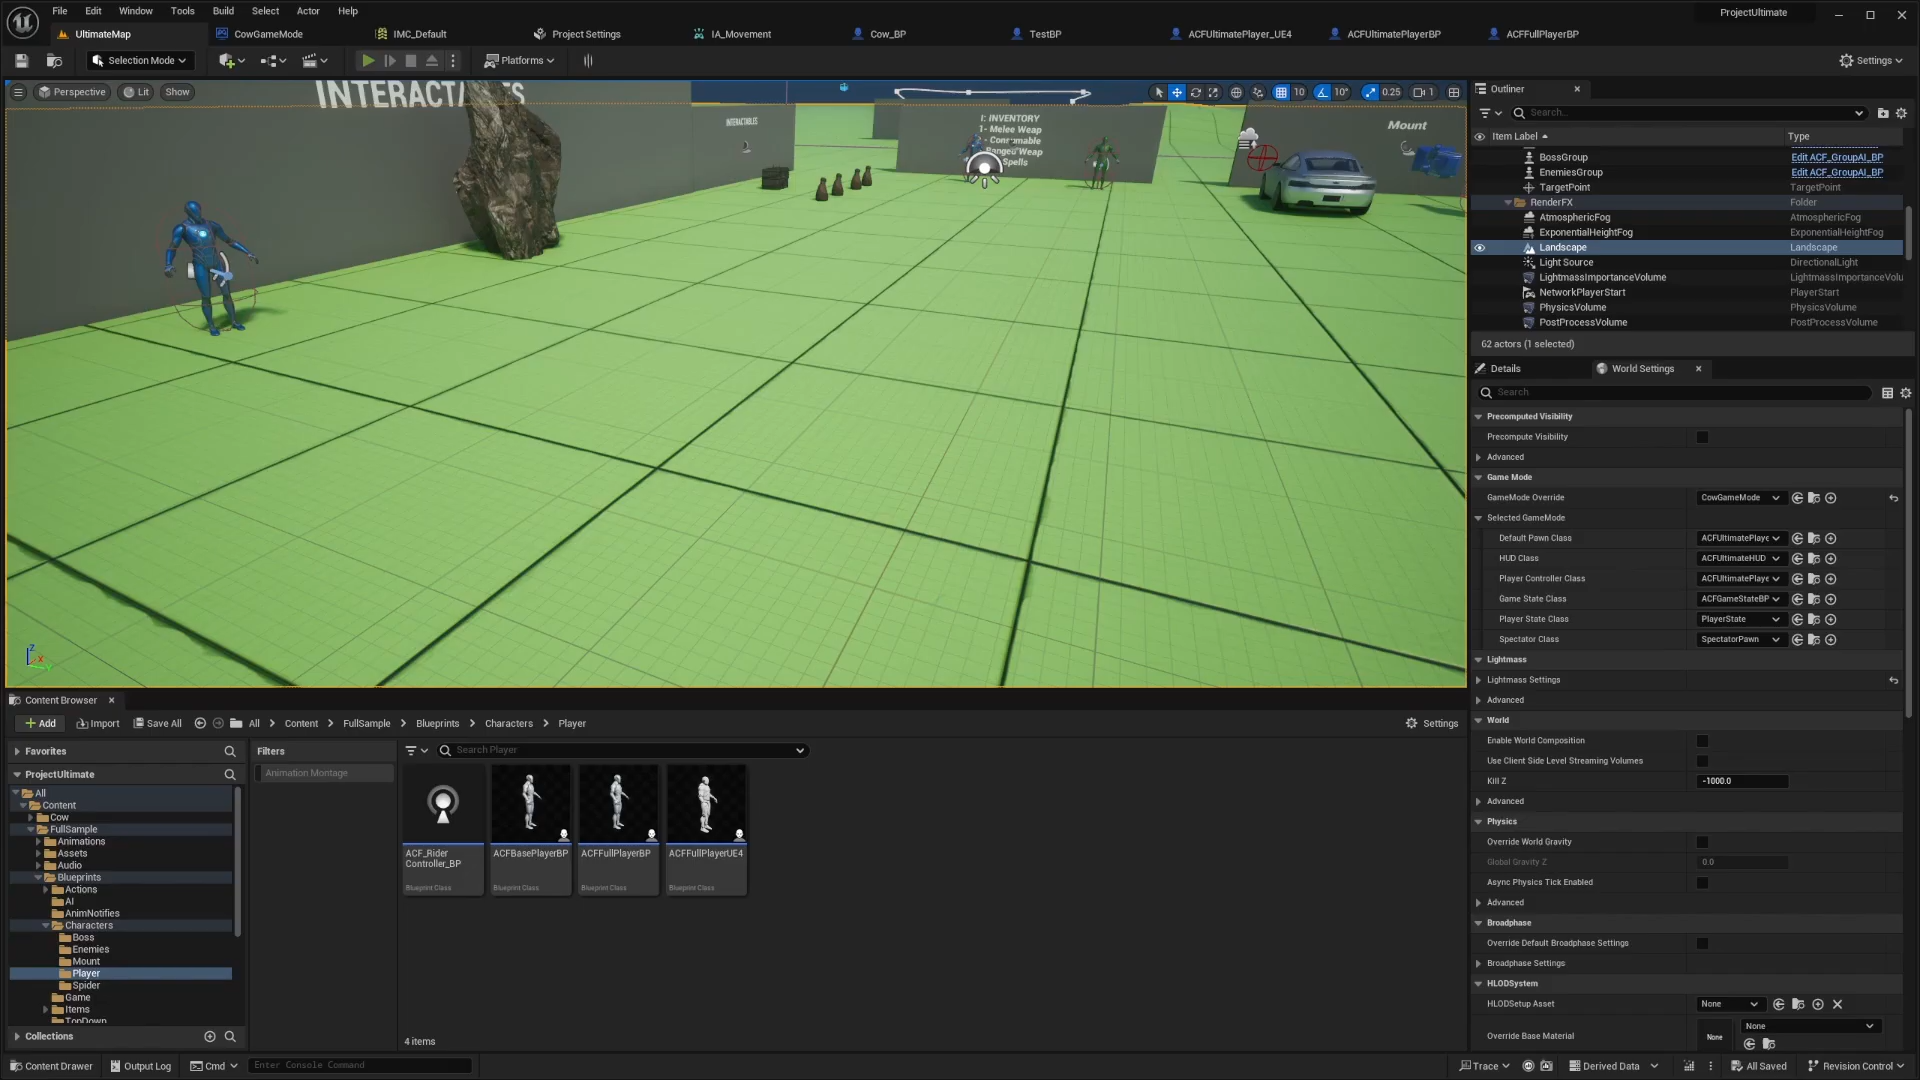 File Edit Window Tools Build Select Actor Help
ProjectUltimate
UltimateMap
CowGameMode
IMC_Default
Project Settings
IA_Movement
Cow_BP
TestBP
ACFUltimatePlayer_UE4
ACFUltimatePlayerBP
ACFFullPlayerBP
Selection Mode
Platforms
Settings
Perspective
Lit
Show
10
10°
0.25
1
INTERACTABLES
I: INVENTORY
1- Melee Weap
Spells
Mount
Outliner
Search...
Item Label
Type
BossGroup
Edit ACF_GroupAI_BP
EnemiesGroup
Edit ACF_GroupAI_BP
TargetPoint
TargetPoint
RenderFX
Folder
AtmosphericFog
AtmosphericFog
ExponentialHeightFog
ExponentialHeightFog
Landscape
Landscape
Light Source
DirectionalLight
LightmassImportanceVolume
LightmassImportanceVolu
NetworkPlayerStart
PlayerStart
PhysicsVolume
PhysicsVolume
PostProcessVolume
PostProcessVolume
62 actors (1 selected)
Details
World Settings
Search
Precomputed Visibility
Precompute Visibility
Advanced
Game Mode
GameMode Override
CowGameMode
Selected GameMode
Default Pawn Class
ACFUltimatePlaye
HUD Class
ACFUltimateHUD
Player Controller Class
ACFUltimatePlaye
Game State Class
ACFGameStateBP
Player State Class
PlayerState
Spectator Class
SpectatorPawn
Lightmass
Lightmass Settings
Advanced
World
Enable World Composition
Use Client Side Level Streaming Volumes
Kill Z
-1000.0
Advanced
Physics
Override World Gravity
Global Gravity Z
0.0
Async Physics Tick Enabled
Advanced
Broadphase
Override Default Broadphase Settings
Broadphase Settings
HLODSystem
HLODSetup Asset
None
Override Base Material
None
None
Content Browser
Add
Import
Save All
All
Content
FullSample
Blueprints
Characters
Player
Settings
Favorites
ProjectUltimate
All
Content
Cow
FullSample
Animations
Assets
Audio
Blueprints
Actions
AI
AnimNotifies
Characters
Boss
Enemies
Mount
Player
Spider
Game
Items
TopDown
Collections
Filters
Animation Montage
Search Player
ACF_Rider
Controller_BP
Blueprint Class
ACFBasePlayerBP
Blueprint Class
ACFFullPlayerBP
Blueprint Class
ACFFullPlayerUE4
Blueprint Class
4 items
Content Drawer
Output Log
Cmd
Enter Console Command
Trace
Derived Data
All Saved
Revision Control